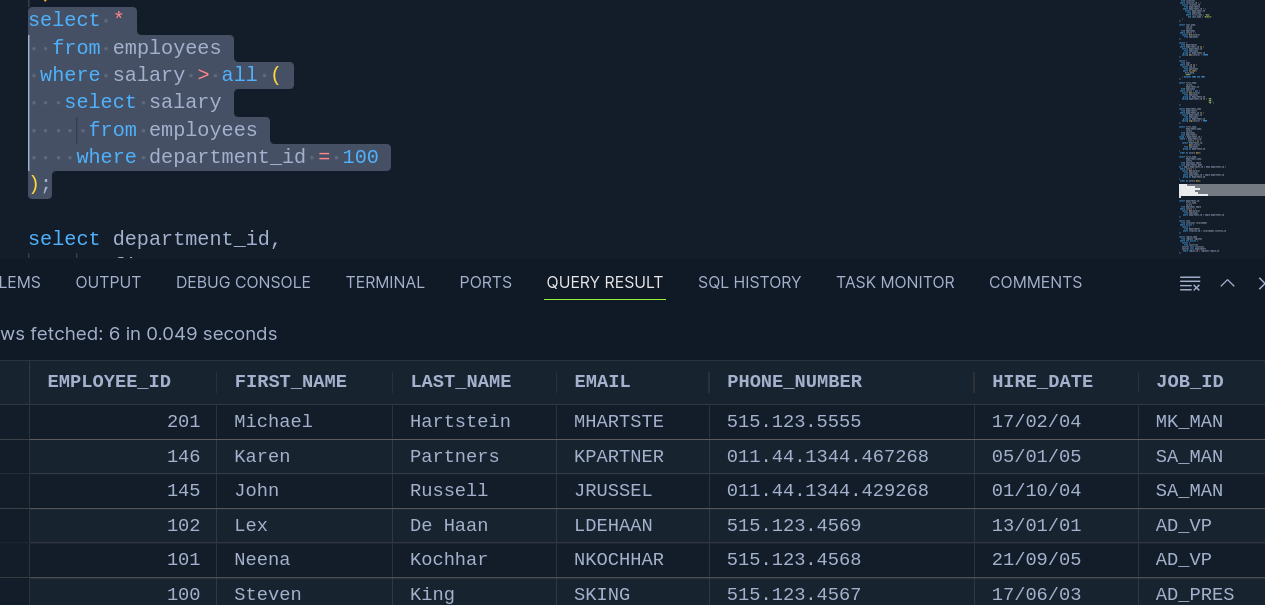 select *
from employees
where salary > all (
select salary
from employees
where department_id = 100
);
select department_id,
LEMS OUTPUT DEBUG CONSOLE TERMINAL PORTS QUERY RESULT SQL HISTORY TASK MONITOR COMMENTS
ws fetched: 6 in 0.049 seconds
EMPLOYEE_ID FIRST_NAME LAST_NAME EMAIL PHONE_NUMBER HIRE_DATE JOB_ID
201 Michael Hartstein MHARTSTE 515.123.5555 17/02/04 MK_MAN
146 Karen Partners KPARTNER 011.44.1344.467268 05/01/05 SA_MAN
145 John Russell JRUSSEL 011.44.1344.429268 01/10/04 SA_MAN
102 Lex De Haan LDEHAAN 515.123.4569 13/01/01 AD_VP
101 Neena Kochhar NKOCHHAR 515.123.4568 21/09/05 AD_VP
100 Steven King SKING 515.123.4567 17/06/03 AD_PRES